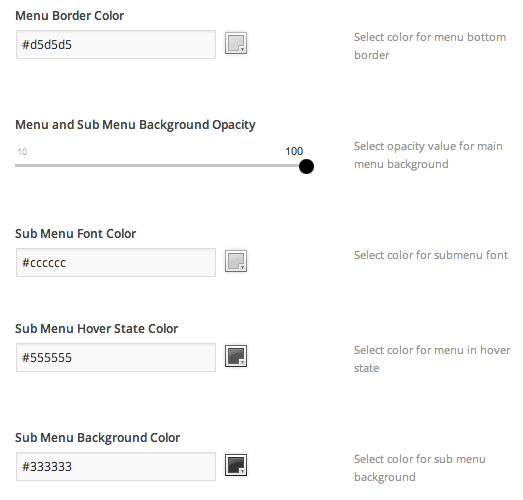 Menu Border Color
#d5d5d5
Select color for menu bottom
border
Menu and Sub Menu Background Opacity
10
100
Select opacity value for main
menu background
Sub Menu Font Color
#cccccc
Select color for submenu font
Sub Menu Hover State Color
#555555
Select color for menu in hover
state
Sub Menu Background Color
#333333
Select color for sub menu
background